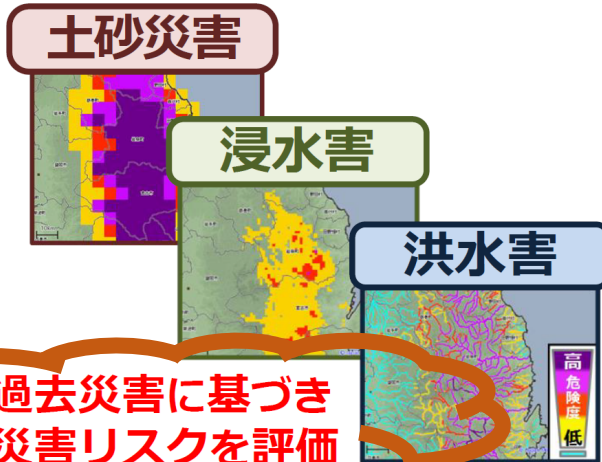 土砂災害
浸水害
洪水害
高
危険度
低
過去災害に基づき
災害リスクを評価